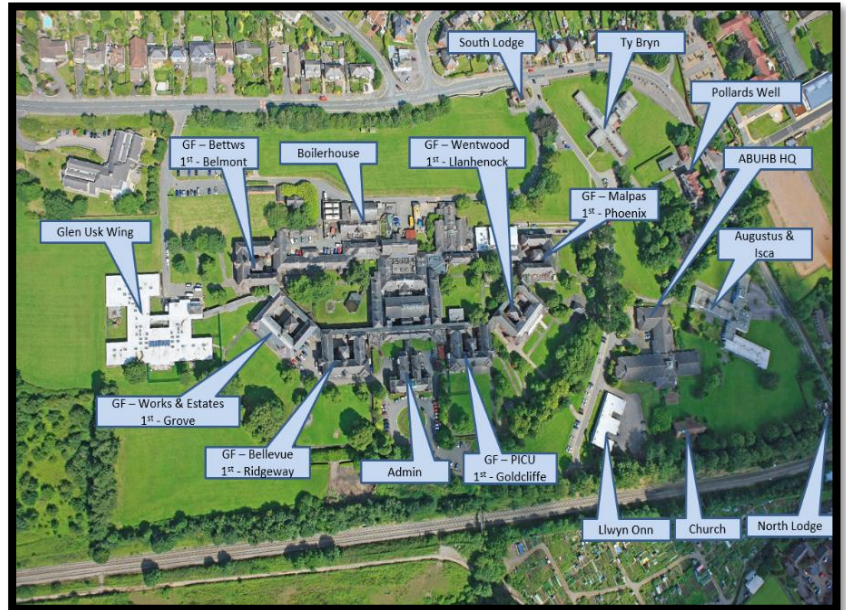 South Lodge
Ty Bryn
Pollards Well
GF – Bettws
1st - Belmont
Boilerhouse
GF – Wentwood
1st - Llanhenock
ABUHB HQ
GF – Malpas
1st - Phoenix
Glen Usk Wing
Augustus &
Isca
GF – Works & Estates
1st - Grove
GF – Bellevue
1st - Ridgeway
Admin
GF – PICU
1st - Goldcliffe
Llwyn Onn
Church
North Lodge